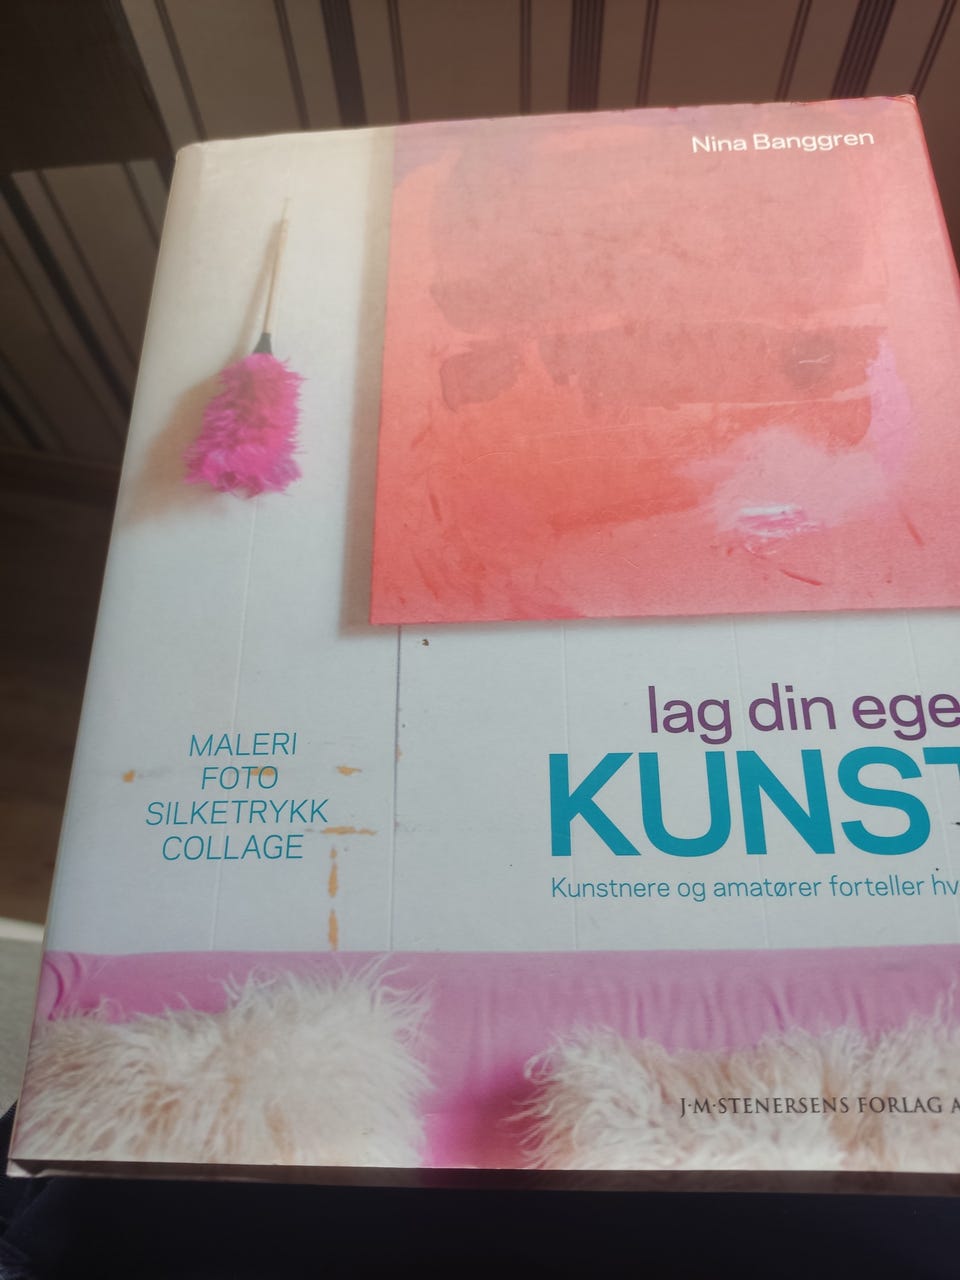 Nina Banggren
lag din ege
KUNST
MALERI
FOTO
SILKETRYKK
COLLAGE
Kunstnere og amatører forteller hv
J·M·STENERSENS FORLAG A